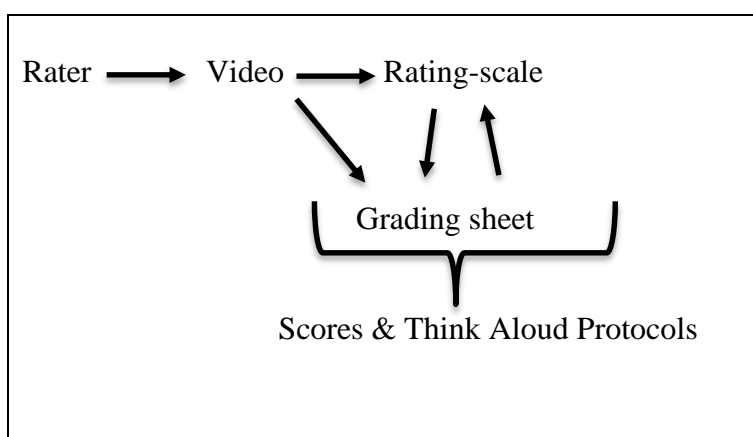 Rater Video Rating-scale
Grading sheet
Scores & Think Aloud Protocols